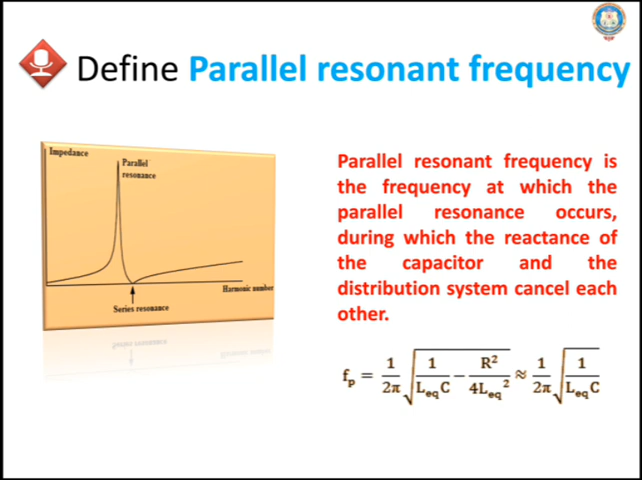 Define Parallel resonant frequency
Impedance
Parallel
resonance
Harmonic number
Series resonance
Parallel resonant frequency is
the frequency at which the
parallel resonance occurs,
during which the reactance of
the capacitor and the
distribution system cancel each
other.
f_p = 1/2π √(1/L_eq C − R²/4L_eq²) ≈ 1/2π √(1/L_eq C)